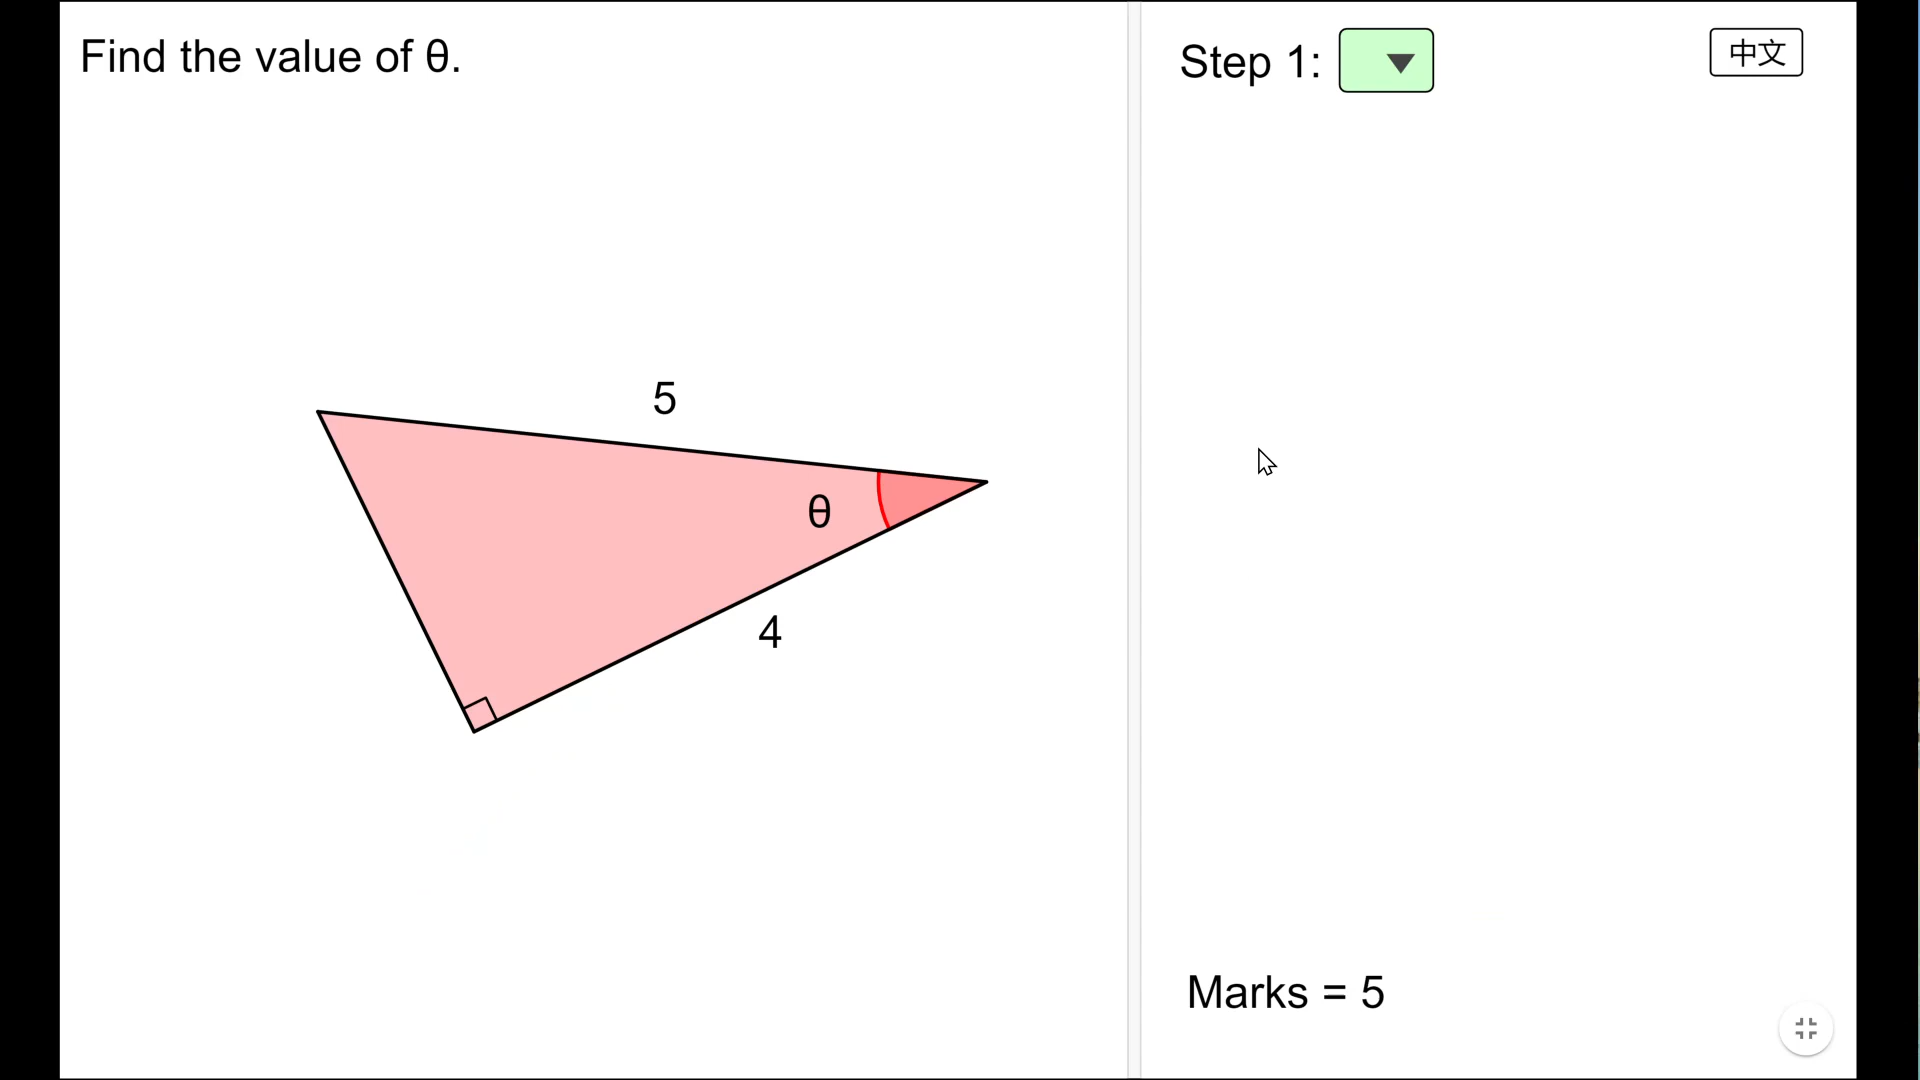 Find the value of θ.
Step 1:
中文
5
θ
4
Marks = 5